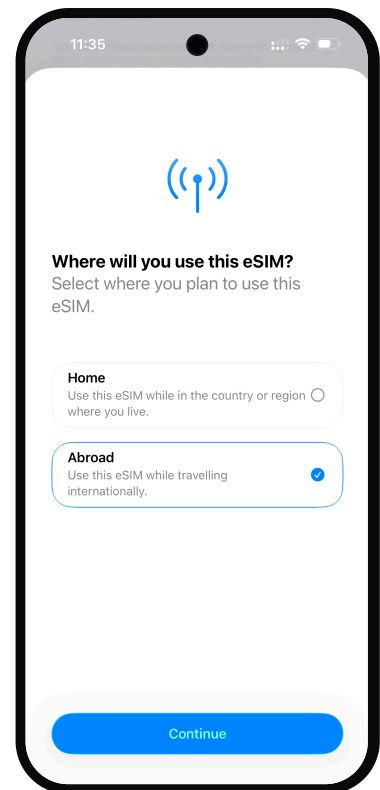 11:35
Where will you use this eSIM?
Select where you plan to use this
eSIM.
Home
Use this eSIM while in the country or region
where you live.
Abroad
Use this eSIM while travelling
internationally.
Continue